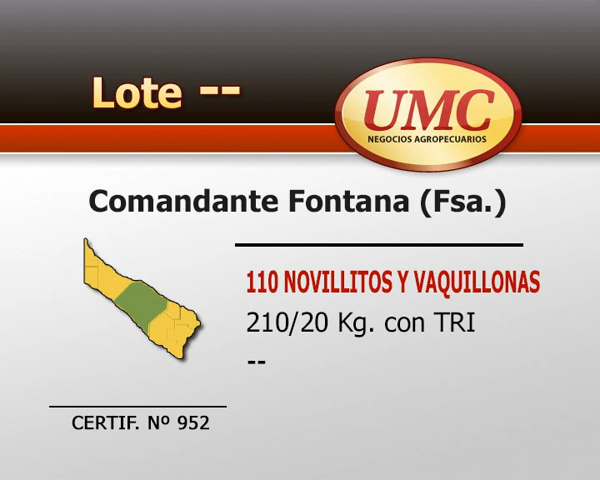 Lote --
UMC
NEGOCIOS AGROPECUARIOS
Comandante Fontana (Fsa.)
110 NOVILLITOS Y VAQUILLONAS
210/20 Kg. con TRI
--
CERTIF. Nº 952